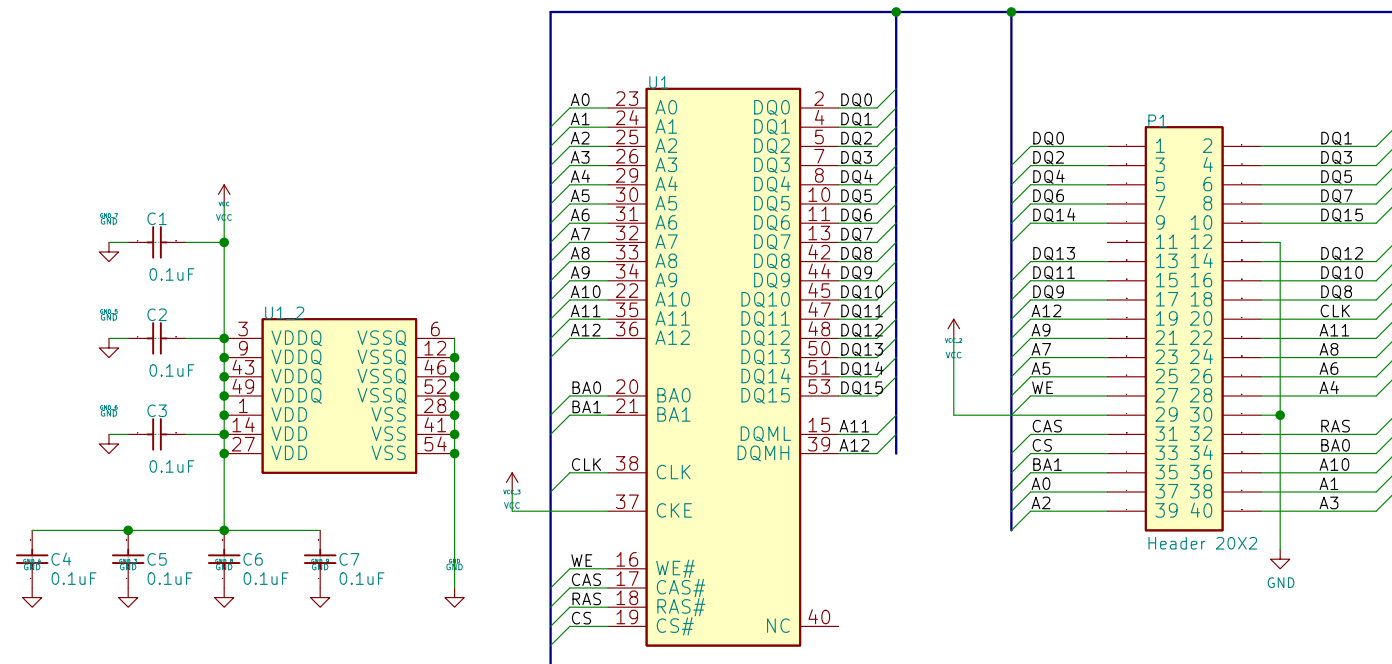 VCC
VCC
GND_7
GND
C1
0.1uF
GND_5
GND
C2
0.1uF
GND_6
GND
C3
0.1uF
U1_2
3 VDDQ VSSQ 6
9 VDDQ VSSQ 12
43 VDDQ VSSQ 46
49 VDDQ VSSQ 52
1 VDD VSS 28
14 VDD VSS 41
27 VDD VSS 54
GND
C4
0.1uF
GND
C5
0.1uF
GND
C6
0.1uF
GND
C7
0.1uF
GND
GND
U1
A0 23 A0 DQ0 2 DQ0
A1 24 A1 DQ1 4 DQ1
A2 25 A2 DQ2 5 DQ2
A3 26 A3 DQ3 7 DQ3
A4 29 A4 DQ4 8 DQ4
A5 30 A5 DQ5 10 DQ5
A6 31 A6 DQ6 11 DQ6
A7 32 A7 DQ7 13 DQ7
A8 33 A8 DQ8 42 DQ8
A9 34 A9 DQ9 44 DQ9
A10 22 A10 DQ10 45 DQ10
A11 35 A11 DQ11 47 DQ11
A12 36 A12 DQ12 48 DQ12
DQ13 50 DQ13
DQ14 51 DQ14
BA0 20 BA0 DQ15 53 DQ15
BA1 21 BA1
DQML 15 A11
DQMH 39 A12
CLK 38 CLK
VCC_3
VCC
37 CKE
WE 16 WE#
CAS 17 CAS#
RAS 18 RAS#
CS 19 CS# NC 40
P1
DQ0 1 2 DQ1
DQ2 3 4 DQ3
DQ4 5 6 DQ5
DQ6 7 8 DQ7
DQ14 9 10 DQ15
11 12
DQ13 13 14 DQ12
DQ11 15 16 DQ10
DQ9 17 18 DQ8
A12 19 20 CLK
A9 21 22 A11
A7 23 24 A8
A5 25 26 A6
WE 27 28 A4
29 30
CAS 31 32 RAS
CS 33 34 BA0
BA1 35 36 A10
A0 37 38 A1
A2 39 40 A3
VCC_2
VCC
Header 20X2
GND